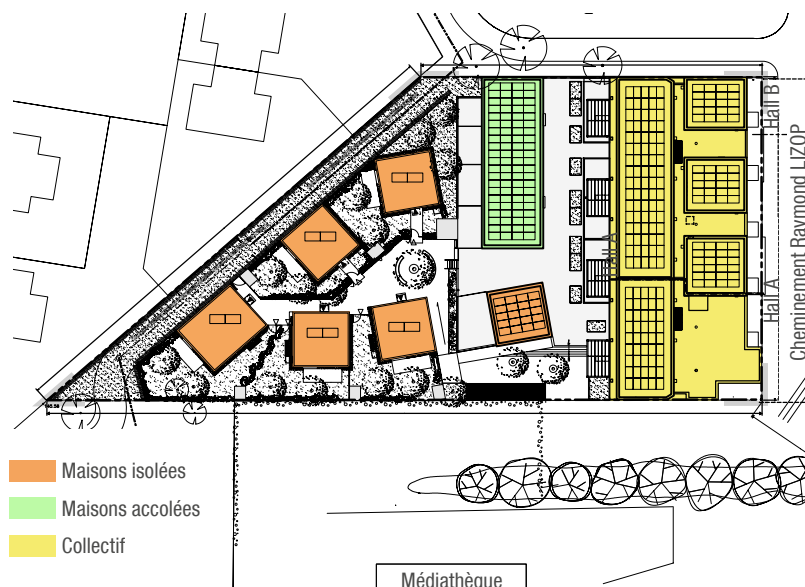 Hall B
Hall A
Hall A
Cheminement Raymond LIZOP
Maisons isolées
Maisons accolées
Collectif
Médiathèque